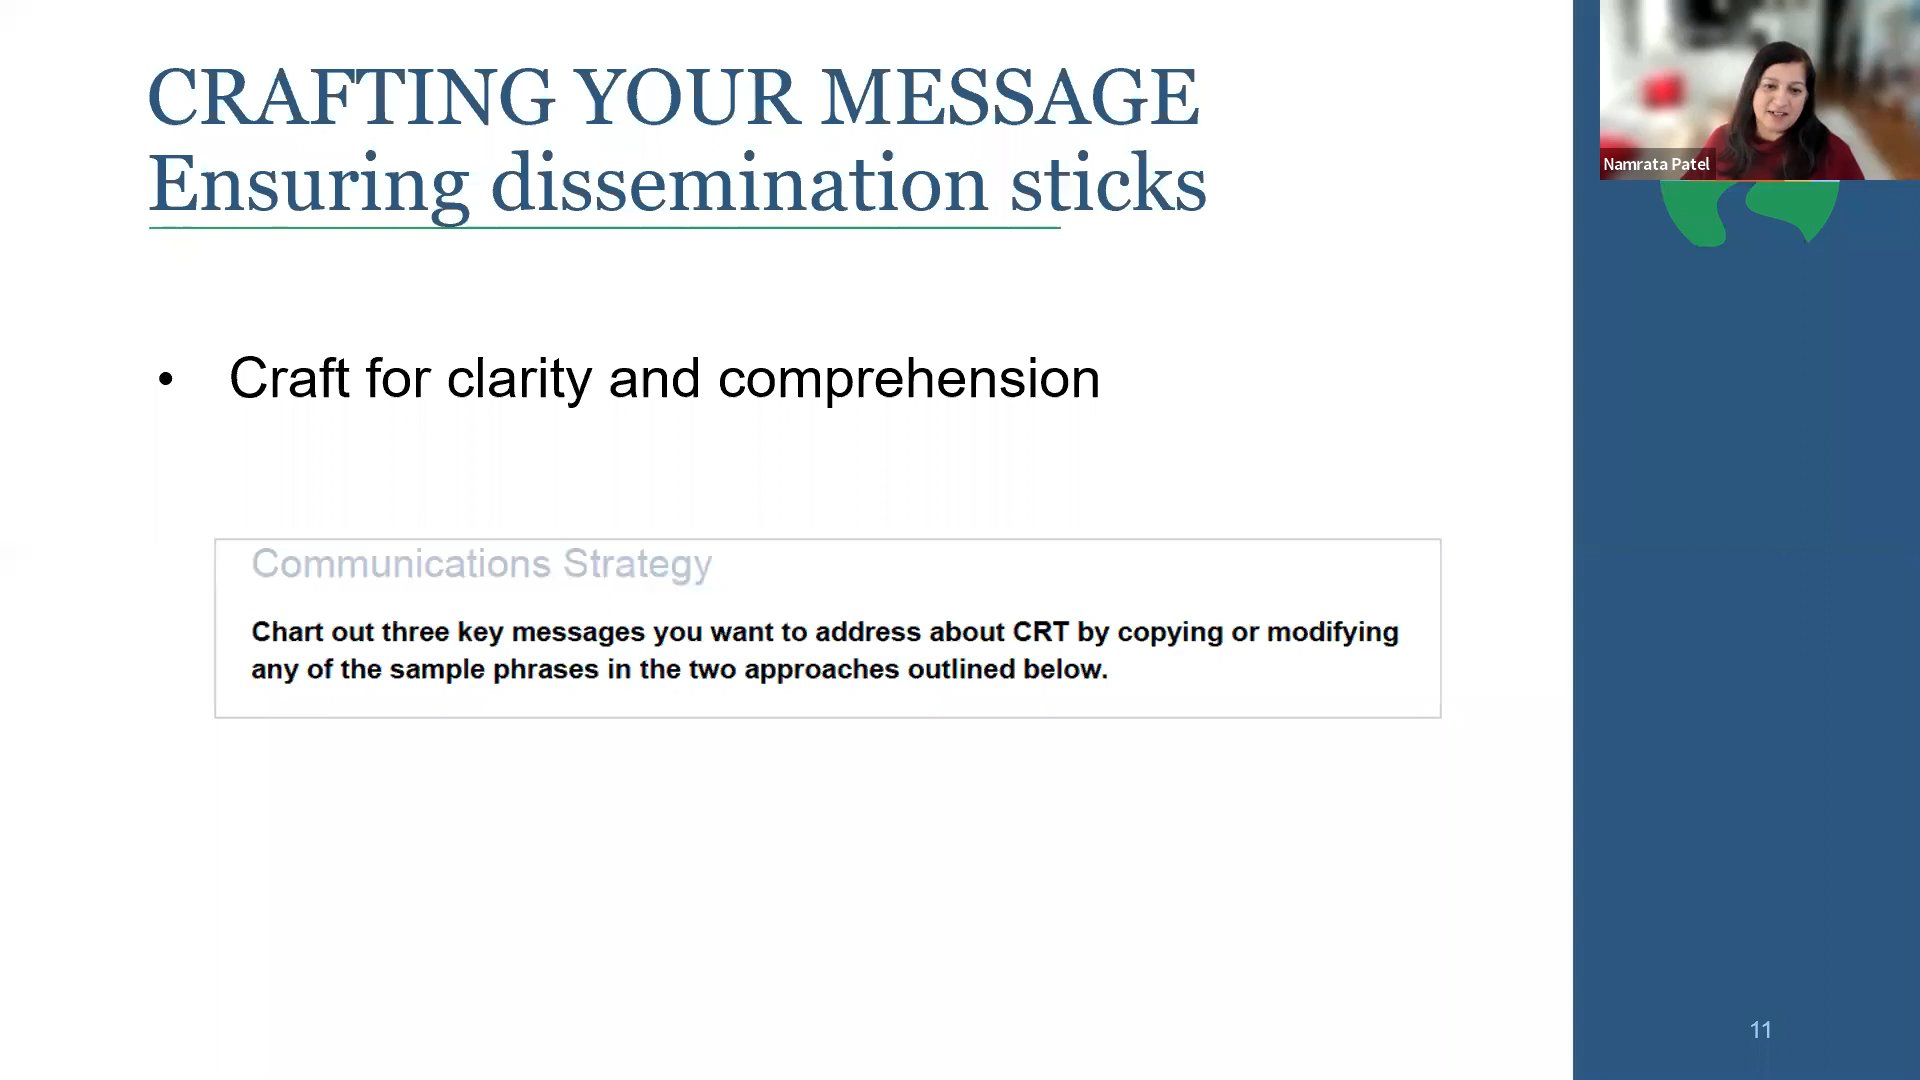 CRAFTING YOUR MESSAGE
Ensuring dissemination sticks
• Craft for clarity and comprehension
Communications Strategy
Chart out three key messages you want to address about CRT by copying or modifying
any of the sample phrases in the two approaches outlined below.
Namrata Patel
11